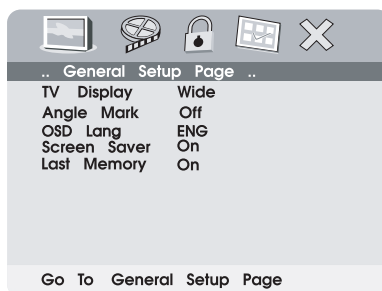 .. General Setup Page ..
TV Display Wide
Angle Mark Off
OSD Lang ENG
Screen Saver On
Last Memory On
Go To General Setup Page